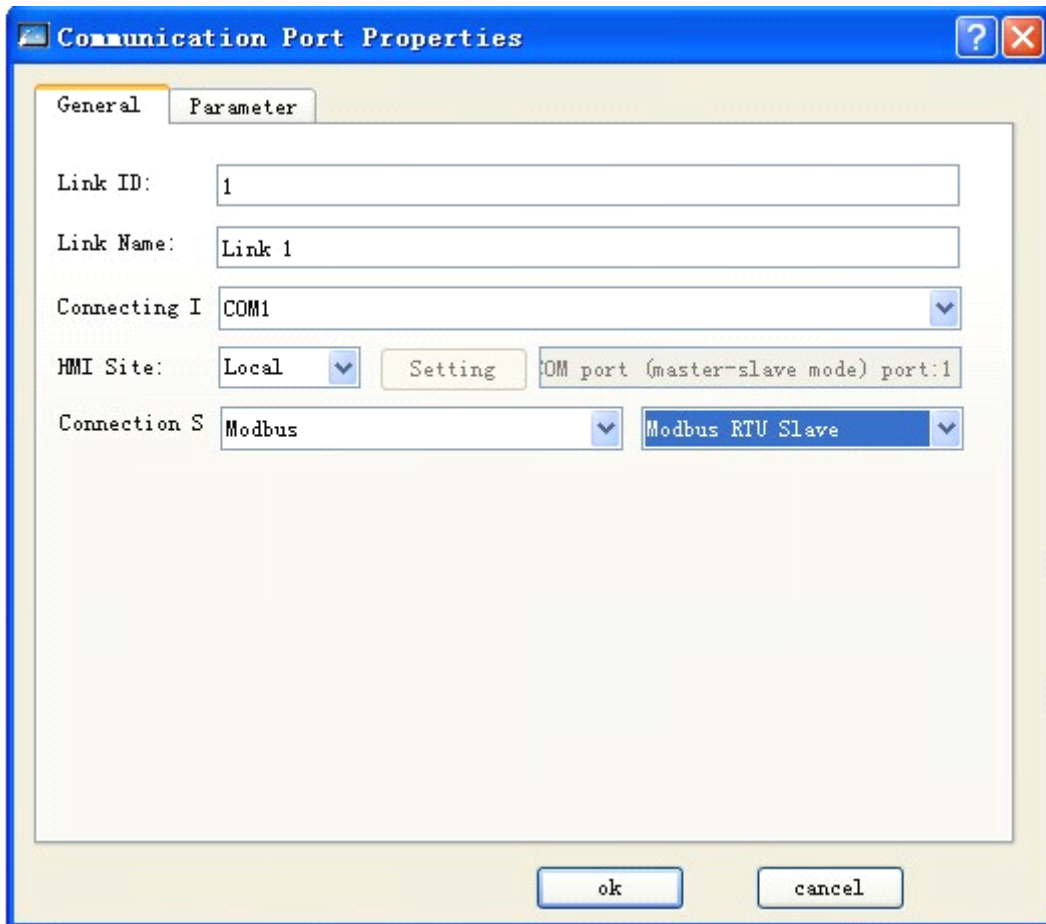 Communication Port Properties
General Parameter
Link ID: 1
Link Name: Link 1
Connecting I COM1
HMI Site: Local Setting OM port (master-slave mode) port:1
Connection S Modbus Modbus RTU Slave
ok cancel